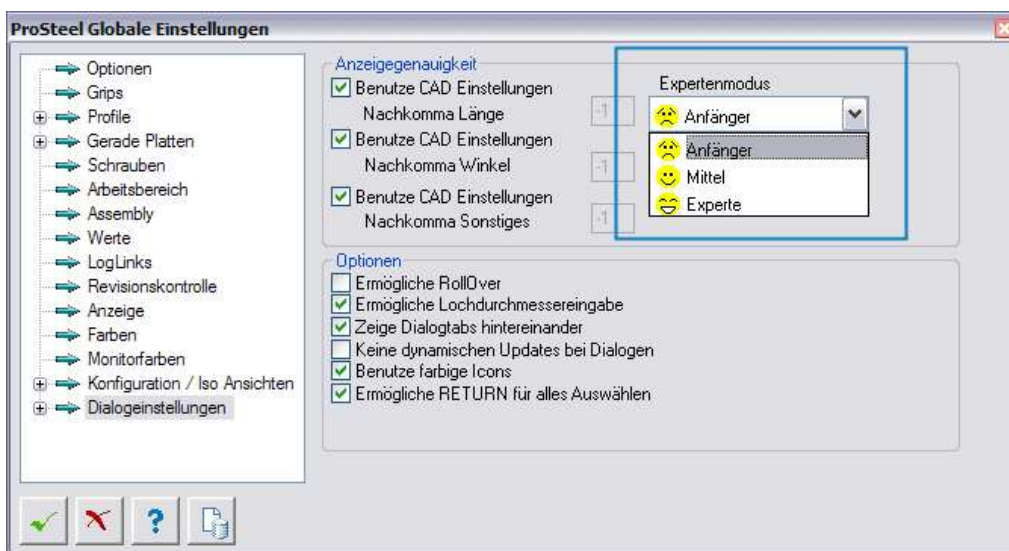 ProSteel Globale Einstellungen
Optionen
Grips
Profile
Gerade Platten
Schrauben
Arbeitsbereich
Assembly
Werte
LogLinks
Revisionskontrolle
Anzeige
Farben
Monitorfarben
Konfiguration / Iso Ansichten
Dialogeinstellungen
Anzeigegenauigkeit
Benutze CAD Einstellungen
Nachkomma Länge
-1
Benutze CAD Einstellungen
Nachkomma Winkel
-1
Benutze CAD Einstellungen
Nachkomma Sonstiges
-1
Expertenmodus
Anfänger
Anfänger
Mittel
Experte
Optionen
Ermögliche RollOver
Ermögliche Lochdurchmessereingabe
Zeige Dialogtabs hintereinander
Keine dynamischen Updates bei Dialogen
Benutze farbige Icons
Ermögliche RETURN für alles Auswählen
?